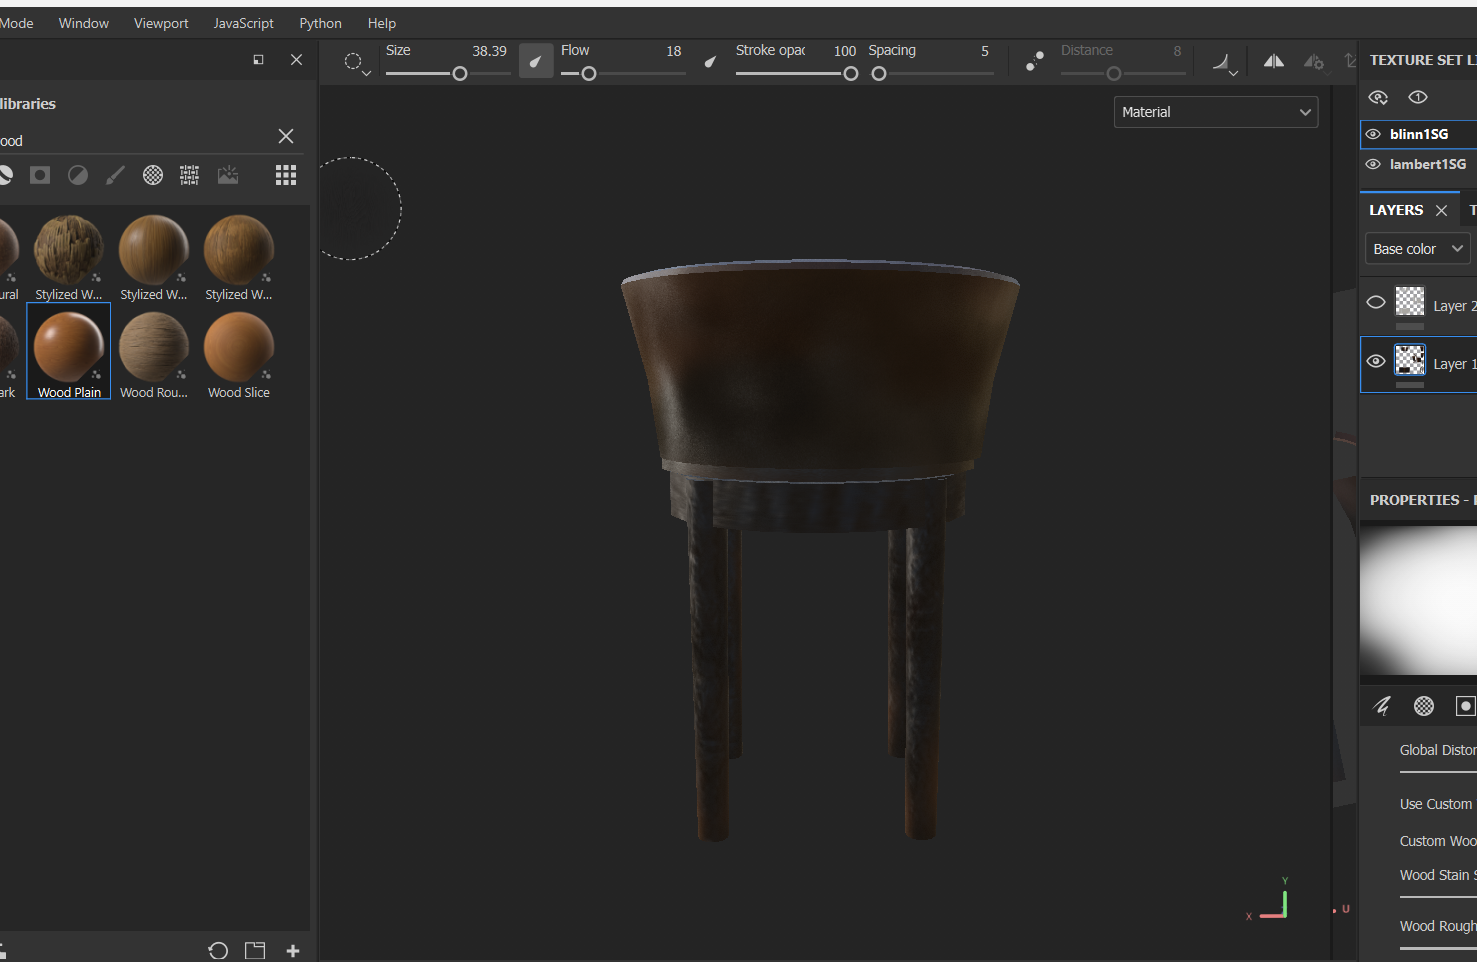 Mode Window Viewport JavaScript Python Help
Size 38.39 Flow 18 Stroke opac 100 Spacing 5 Distance 8
libraries
ood
ural Stylized W... Stylized W... Stylized W...
ark Wood Plain Wood Rou... Wood Slice
Material
Y
X
U
TEXTURE SET LI
1
blinn1SG
lambert1SG
LAYERS T
Base color
Layer 2
Layer 1
PROPERTIES -
Global Distor
Use Custom
Custom Woo
Wood Stain S
Wood Rough